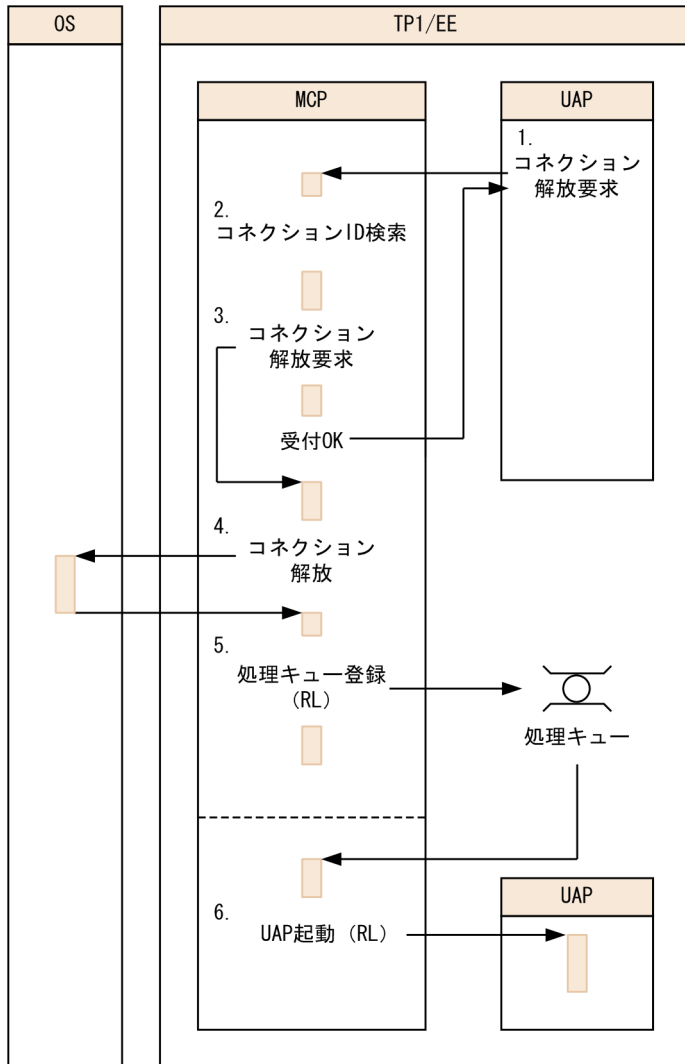 OS
TP1/EE
MCP
UAP
1.
コネクション
解放要求
2.
コネクションID検索
3.
コネクション
解放要求
受付OK
4.
コネクション
解放
5.
処理キュー登録
（RL）
処理キュー
UAP
6.
UAP起動（RL）